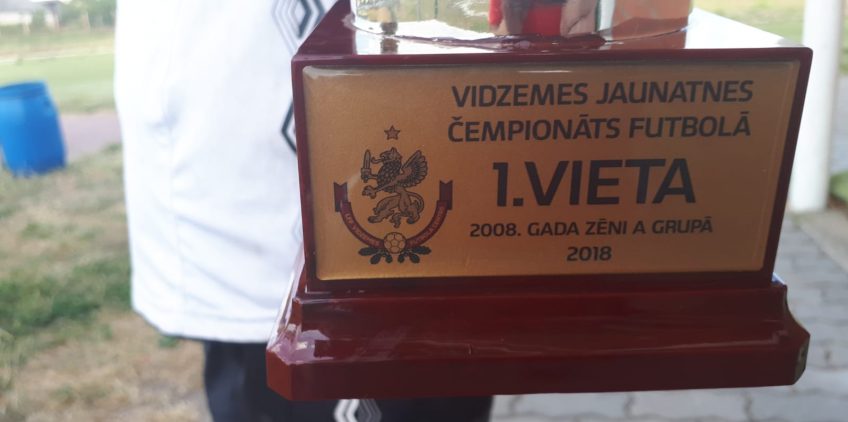 VIDZEMES JAUNATNES
ČEMPIONĀTS FUTBOLĀ
1.VIETA
2008. GADA ZĒNI A GRUPĀ
2018